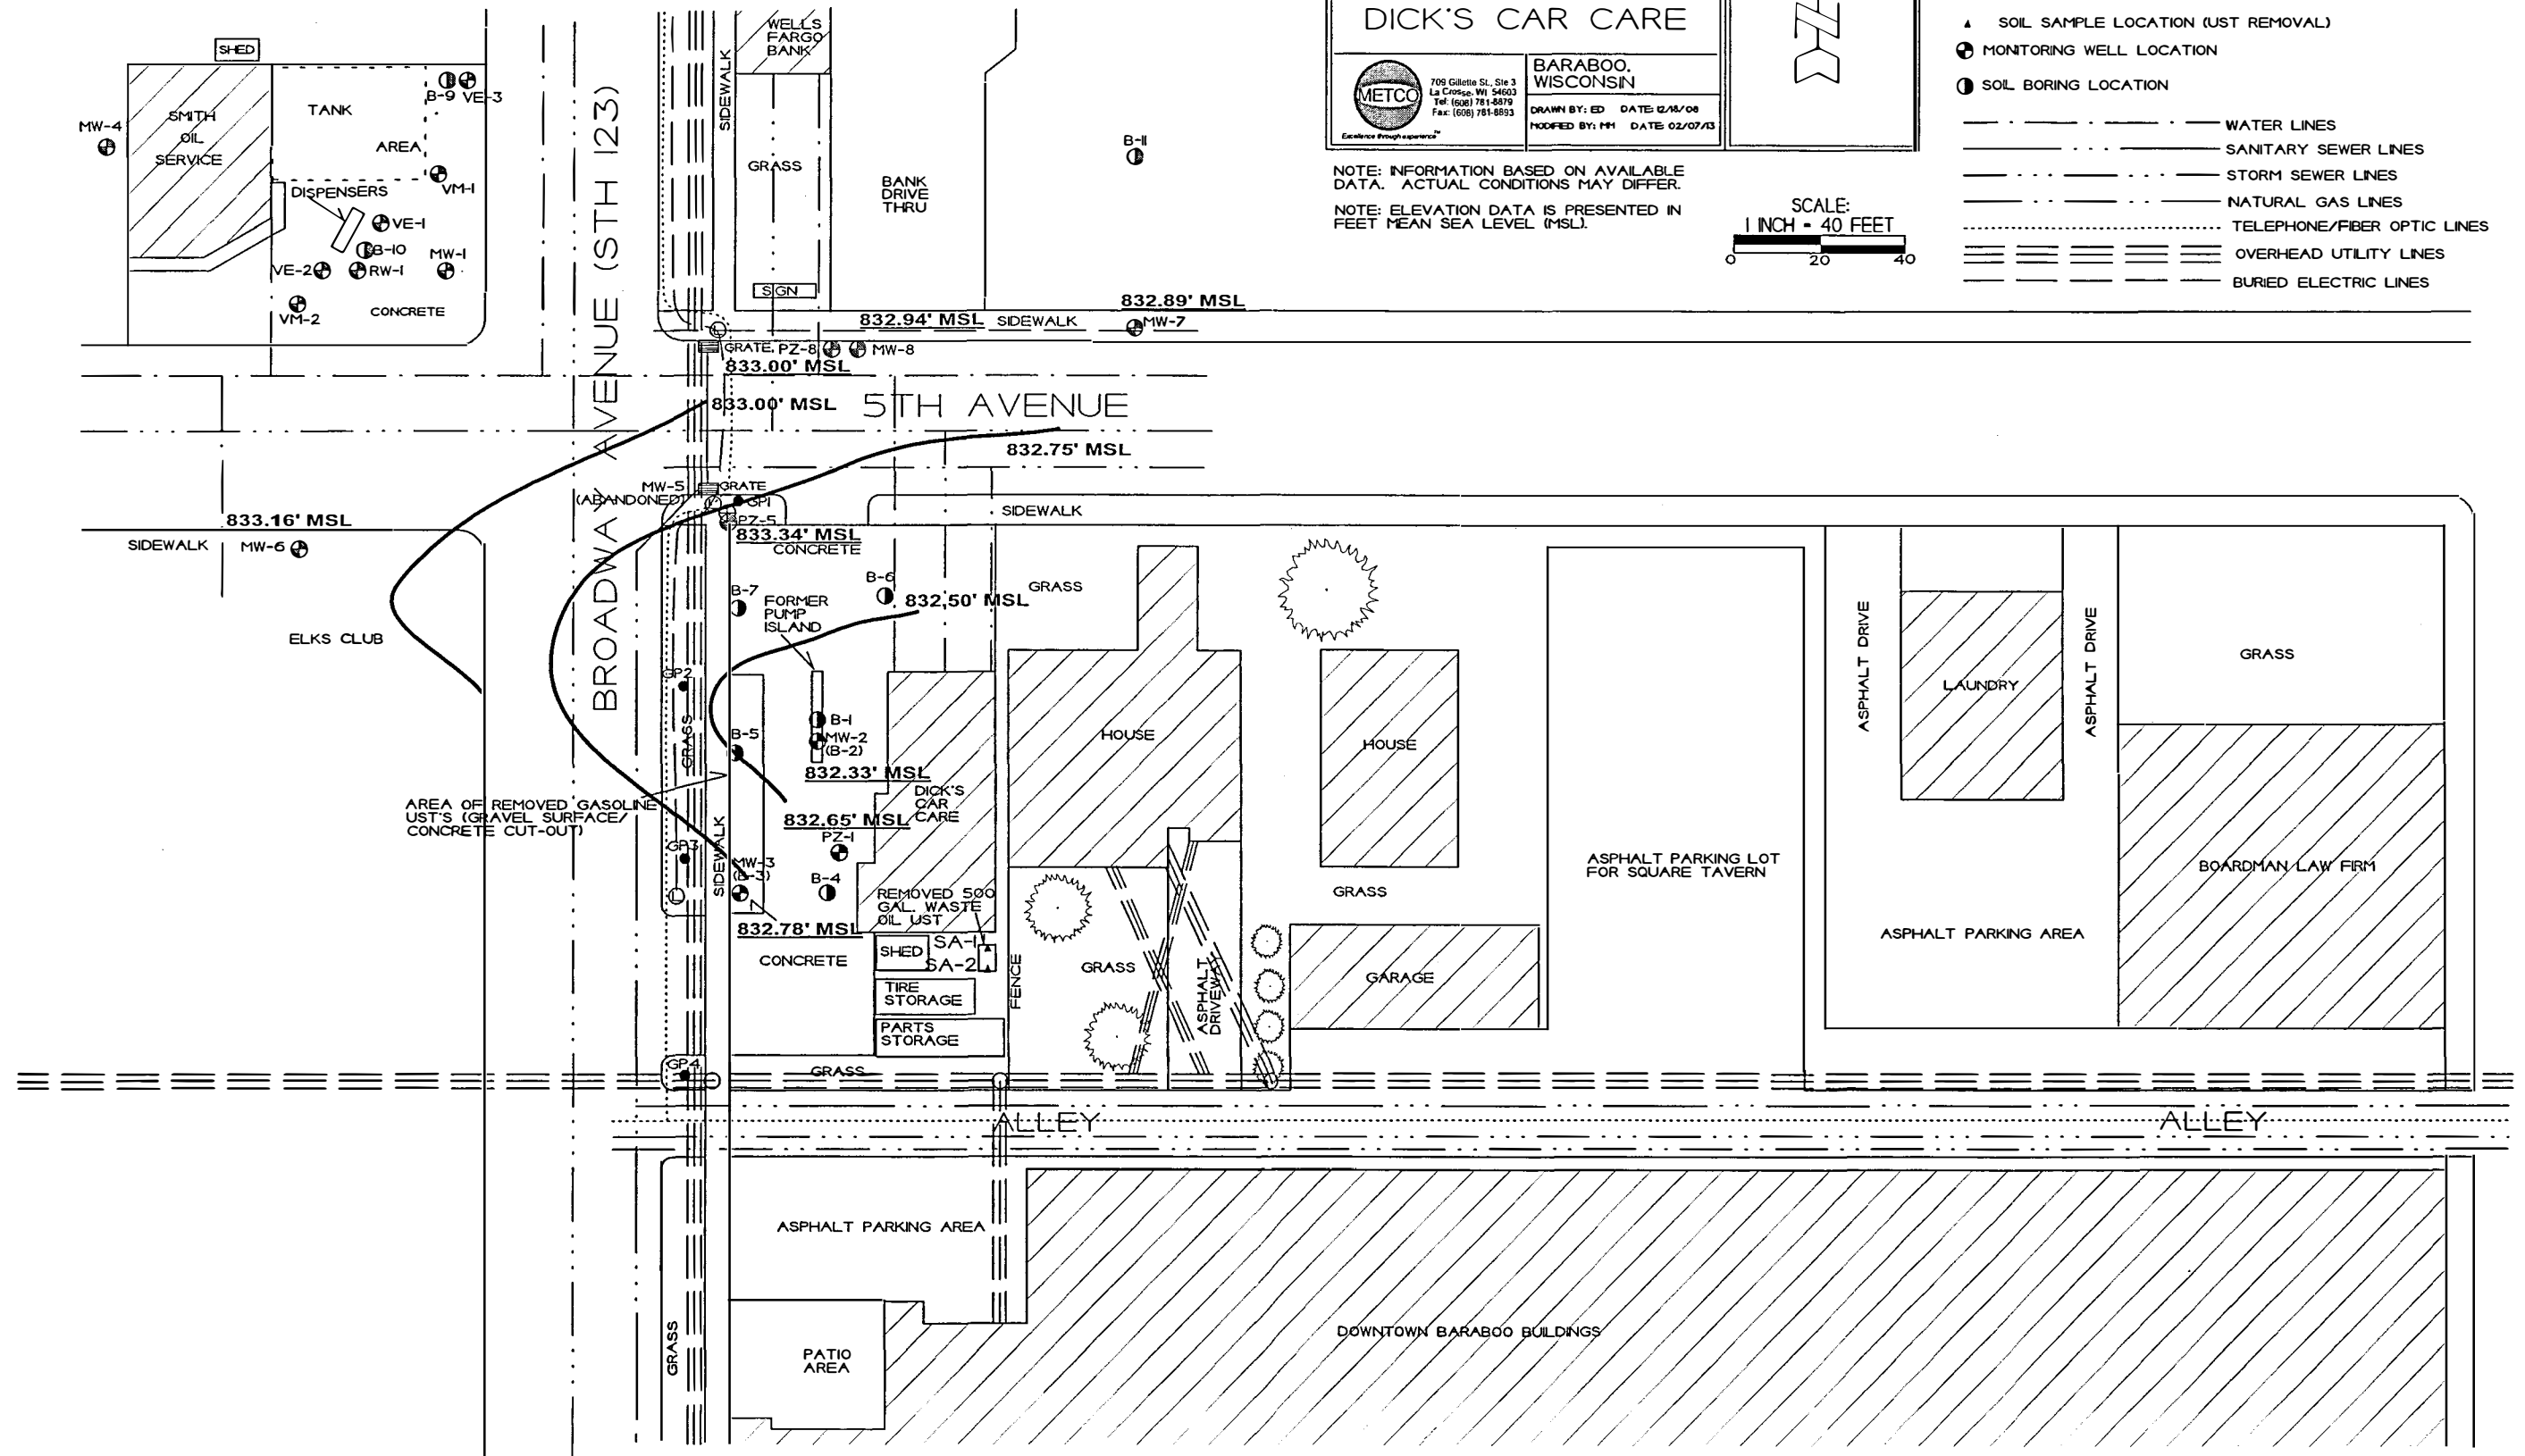 DICK'S CAR CARE
METCO
Excellence through experience™
709 Gillette St., Ste 3
La Crosse, WI 54603
Tel: (608) 781-8879
Fax: (608) 781-8893
BARABOO,
WISCONSIN
DRAWN BY: ED DATE: 12/18/08
MODIFIED BY: MM DATE: 02/07/13
N
SOIL SAMPLE LOCATION (UST REMOVAL)
MONITORING WELL LOCATION
SOIL BORING LOCATION
WATER LINES
SANITARY SEWER LINES
STORM SEWER LINES
NATURAL GAS LINES
TELEPHONE/FIBER OPTIC LINES
OVERHEAD UTILITY LINES
BURIED ELECTRIC LINES
NOTE: INFORMATION BASED ON AVAILABLE
DATA. ACTUAL CONDITIONS MAY DIFFER.
NOTE: ELEVATION DATA IS PRESENTED IN
FEET MEAN SEA LEVEL (MSL).
SCALE:
1 INCH = 40 FEET
0 20 40
SHED
SMITH
OIL
SERVICE
TANK
AREA
MW-4
B-9 VE-3
VM-1
DISPENSERS
VE-1
B-10
VE-2
RW-1
MW-1
VM-2
CONCRETE
BROADWAY AVENUE (STH 123)
SIDEWALK
WELLS
FARGO
BANK
GRASS
BANK
DRIVE
THRU
SIGN
B-11
832.89' MSL
MW-7
832.94' MSL
SIDEWALK
GRATE
PZ-8
MW-8
833.00' MSL
833.00' MSL
5TH AVENUE
832.75' MSL
MW-5
(ABANDONED)
GRATE
GP1
PZ-5
833.34' MSL
CONCRETE
SIDEWALK
833.16' MSL
SIDEWALK
MW-6
ELKS CLUB
B-7
B-6
832.50' MSL
GRASS
FORMER
PUMP
ISLAND
GP2
GRASS
B-5
B-1
MW-2
(B-2)
832.33' MSL
DICK'S
CAR
CARE
832.65' MSL
PZ-1
AREA OF REMOVED GASOLINE
UST'S (GRAVEL SURFACE/
CONCRETE CUT-OUT)
GP3
SIDEWALK
MW-3
(B-3)
B-4
832.78' MSL
REMOVED 500
GAL. WASTE
OIL UST
L
CONCRETE
SHED
SA-1
SA-2
TIRE
STORAGE
PARTS
STORAGE
FENCE
GP4
GRASS
HOUSE
HOUSE
GRASS
GRASS
ASPHALT
DRIVEWAY
GARAGE
ASPHALT PARKING LOT
FOR SQUARE TAVERN
ASPHALT DRIVE
LAUNDRY
ASPHALT DRIVE
GRASS
BOARDMAN LAW FIRM
ASPHALT PARKING AREA
ALLEY
ALLEY
ASPHALT PARKING AREA
GRASS
PATIO
AREA
DOWNTOWN BARABOO BUILDINGS